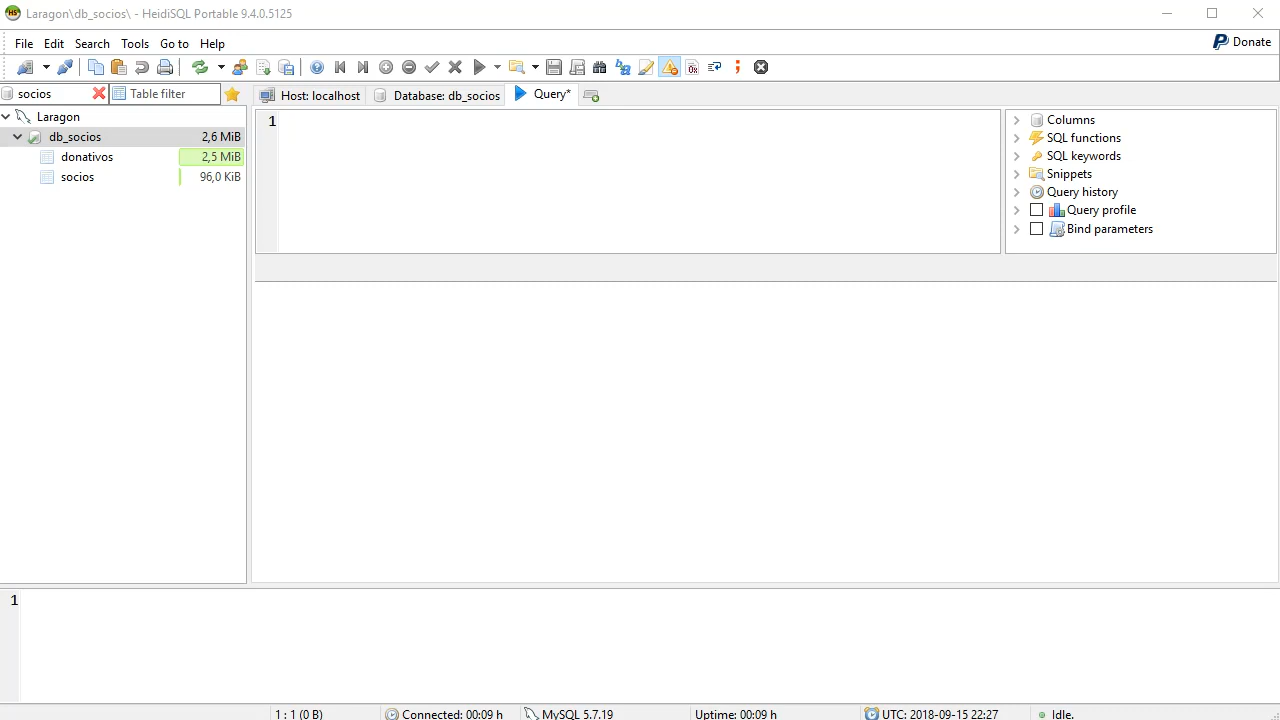 Laragon\db_socios\ - HeidiSQL Portable 9.4.0.5125
File Edit Search Tools Go to Help
Donate
socios Table filter
Host: localhost Database: db_socios Query*
Laragon
db_socios 2,6 MiB
donativos 2,5 MiB
socios 96,0 KiB
1
Columns
SQL functions
SQL keywords
Snippets
Query history
Query profile
Bind parameters
1
1 : 1 (0 B) Connected: 00:09 h MySQL 5.7.19 Uptime: 00:09 h UTC: 2018-09-15 22:27 Idle.